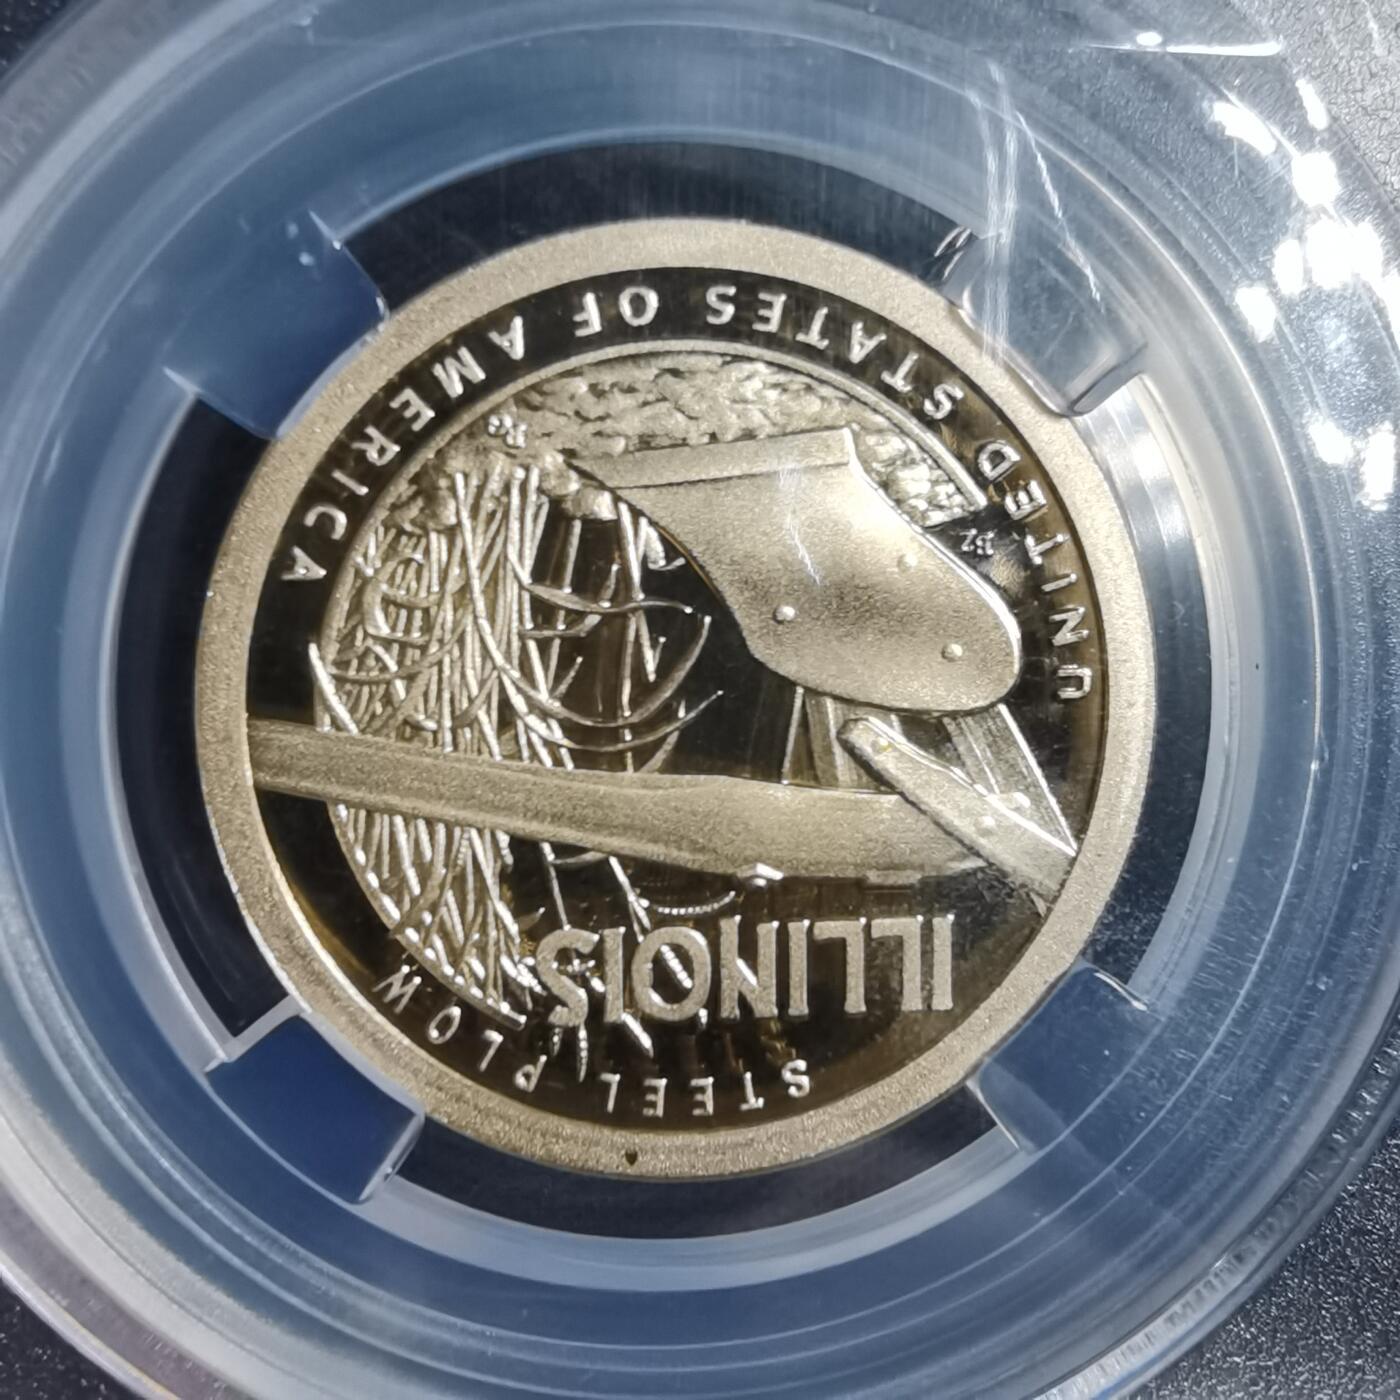 STEEL PLOW
ILLINOIS
UNITED STATES OF AMERICA